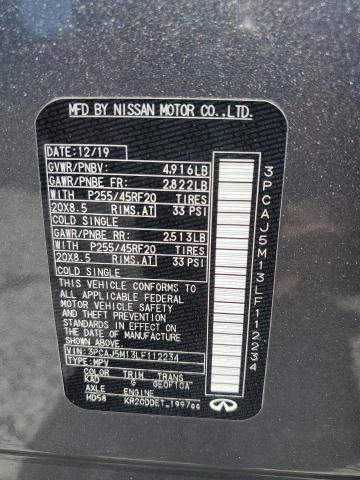 MFD BY NISSAN MOTOR CO.,LTD.
DATE: 12/19
GVWR/PNBV: 4.916LB
GAWR/PNBE FR: 2.822LB
WITH P255/45RF20 TIRES
20X8.5 RIMS.AT 33 PSI
COLD SINGLE
GAWR/PNBE RR: 2.513LB
WITH P255/45RF20 TIRES
20X8.5 RIMS.AT 33 PSI
COLD SINGLE
THIS VEHICLE CONFORMS TO
ALL APPLICABLE FEDERAL
MOTOR VEHICLE SAFETY, BUMPER
AND THEFT PREVENTION
STANDARDS IN EFFECT ON THE
DATE OF MANUFACTURE
SHOWN ABOVE.
VIN: 3PCAJ5M13LF112234
TYPE: MPV
COLOR TRIM TRANS
KAD G GE0F10A
AXLE ENGINE
HD58 KR20DDET 1997cc
INFINITI
3PCAJ5M13LF112234